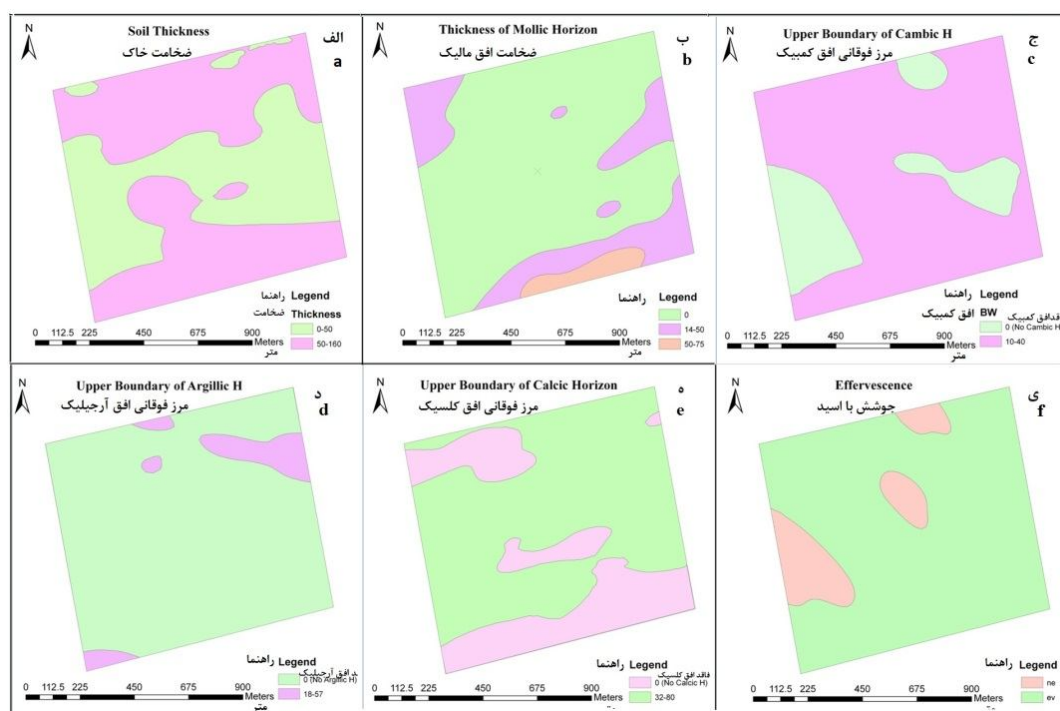 N
Soil Thickness
ضخامت خاک
الف
a
راهنما Legend
ضخامت Thickness
0-50
50-160
0 112.5 225 450 675 900
Meters
متر
N
Thickness of Mollic Horizon
ضخامت افق مالیک
ب
b
راهنما Legend
0
14-50
50-75
0 112.5 225 450 675 900
Meters
متر
N
Upper Boundary of Cambic H
مرز فوقانی افق کمبیک
ج
c
راهنما Legend
افق کمبیک BW
0 (No Cambic H)
10-40
0 112.5 225 450 675 900
Meters
متر
N
Upper Boundary of Argillic H
مرز فوقانی افق آرجیلیک
د
d
راهنما Legend
افق آرجیلیک
0 (No Argillic H)
18-57
0 112.5 225 450 675 900
Meters
N
Upper Boundary of Calcic Horizon
مرز فوقانی افق کلسیک
ه
e
راهنما Legend
فاقد افق کلسیک
0 (No Calcic H)
32-80
0 112.5 225 450 675 900
Meters
N
Effervescence
جوشش با اسید
ی
f
راهنما Legend
ne
ev
0 112.5 225 450 675 900
Meters